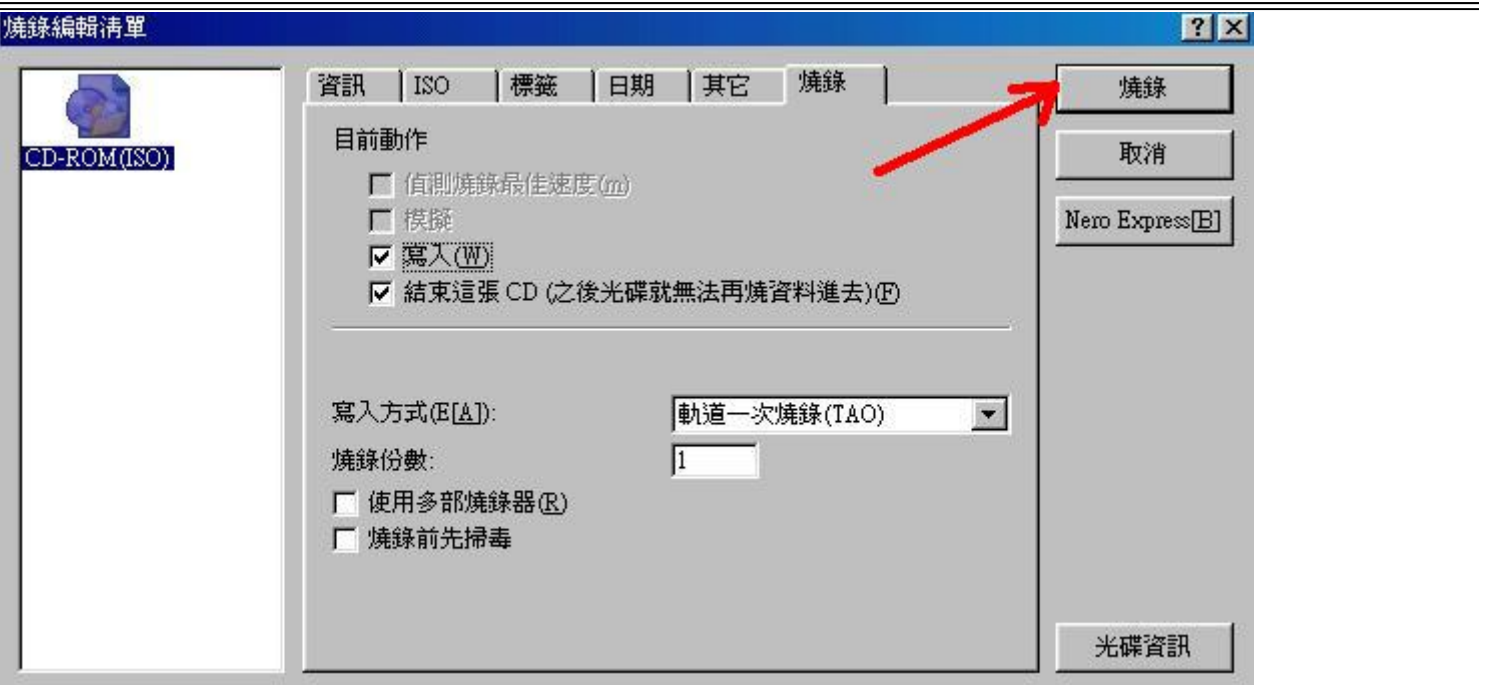 燒錄編輯清單
CD-ROM(ISO)
資訊 ISO 標籤 日期 其它 燒錄
目前動作
偵測燒錄最佳速度(m)
模擬
寫入(W)
結束這張 CD (之後光碟就無法再燒資料進去)(F)
寫入方式(E[A]): 軌道一次燒錄(TAO)
燒錄份數: 1
使用多部燒錄器(R)
燒錄前先掃毒
燒錄
取消
Nero Express[B]
光碟資訊